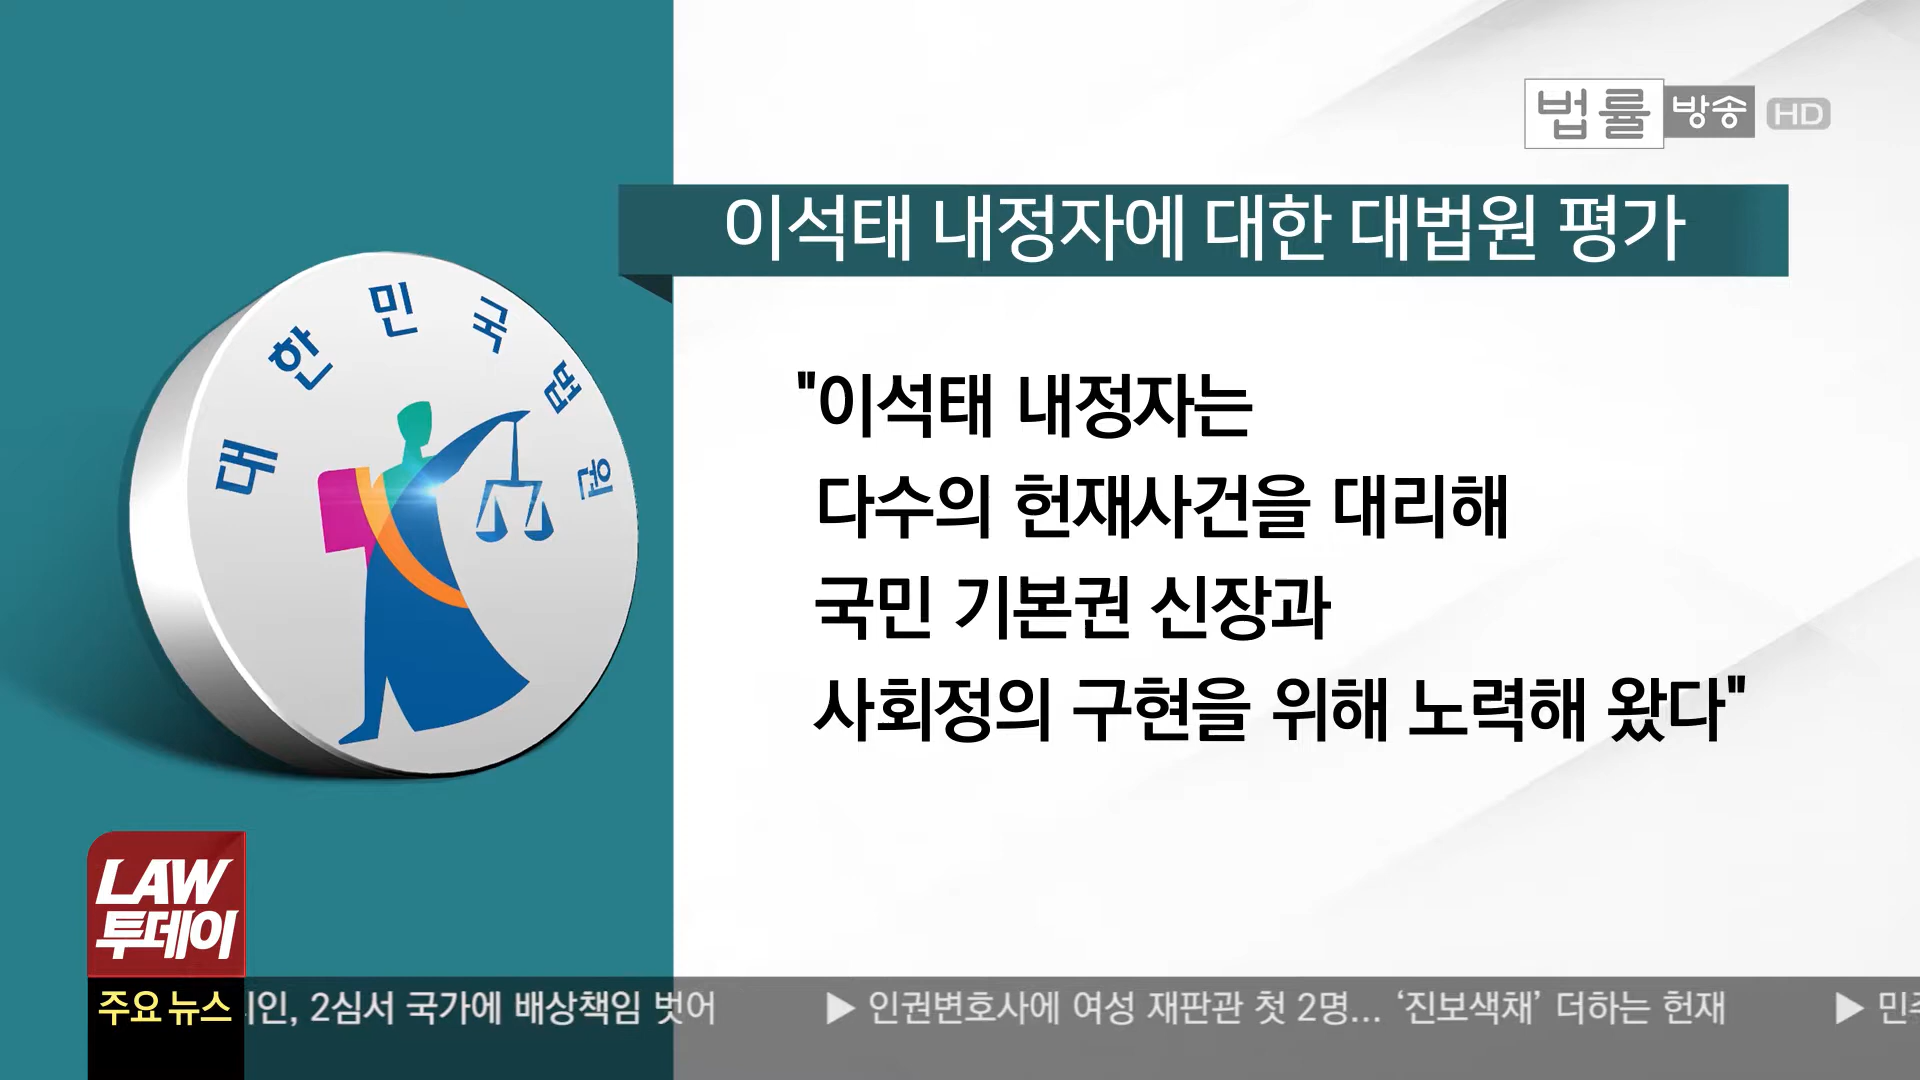 법률방송 HD
이석태 내정자에 대한 대법원 평가
대한민국법원
"이석태 내정자는
다수의 헌재사건을 대리해
국민 기본권 신장과
사회정의 구현을 위해 노력해 왔다"
LAW
투데이
주요 뉴스
인, 2심서 국가에 배상책임 벗어 ▶ 인권변호사에 여성 재판관 첫 2명... ‘진보색채’ 더하는 헌재 ▶